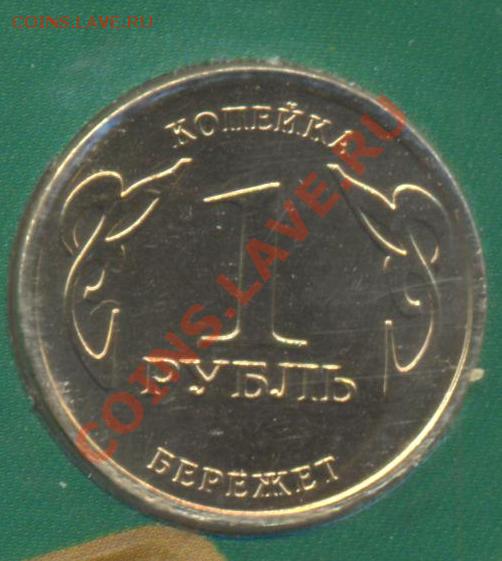 COINS.LAVE.RU
КОПЕЙКА
1
РУБЛЬ
БЕРЕЖЕТ
COINS.LAVE.RU